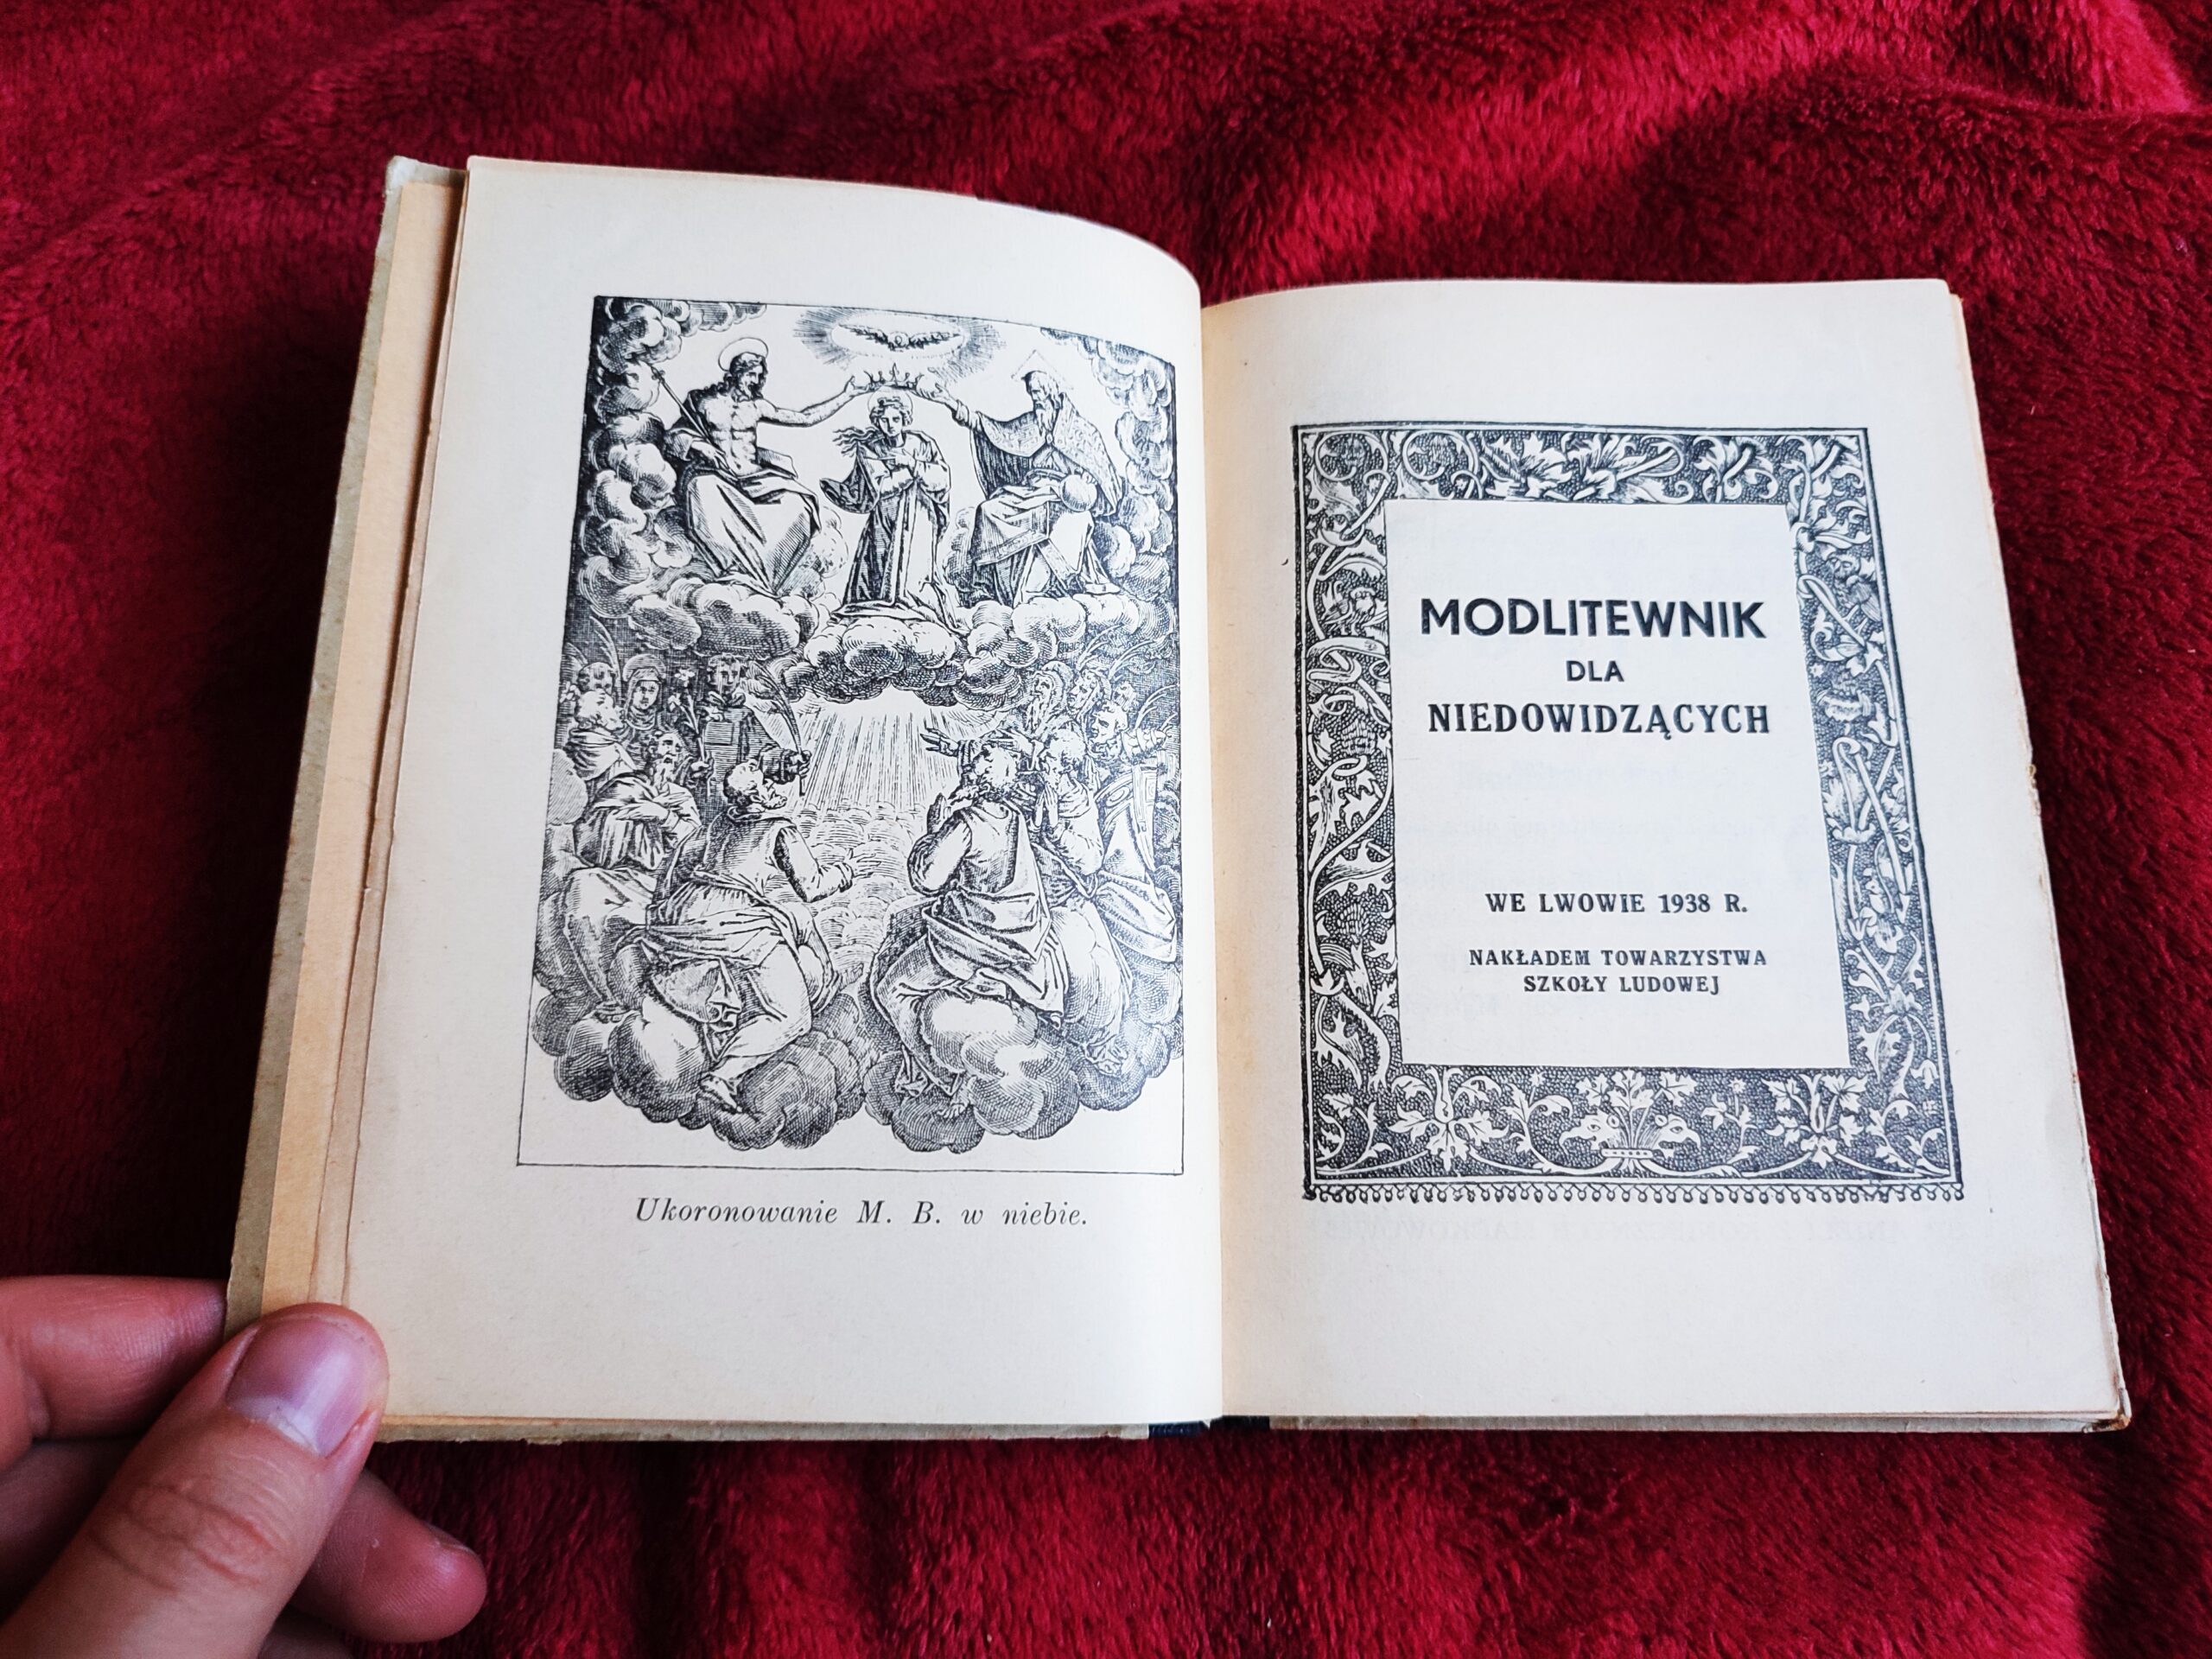 Ukoronowanie M. B. w niebie.
MODLITEWNIK
DLA
NIEDOWIDZĄCYCH
WE LWOWIE 1938 R.
NAKŁADEM TOWARZYSTWA
SZKOŁY LUDOWEJ